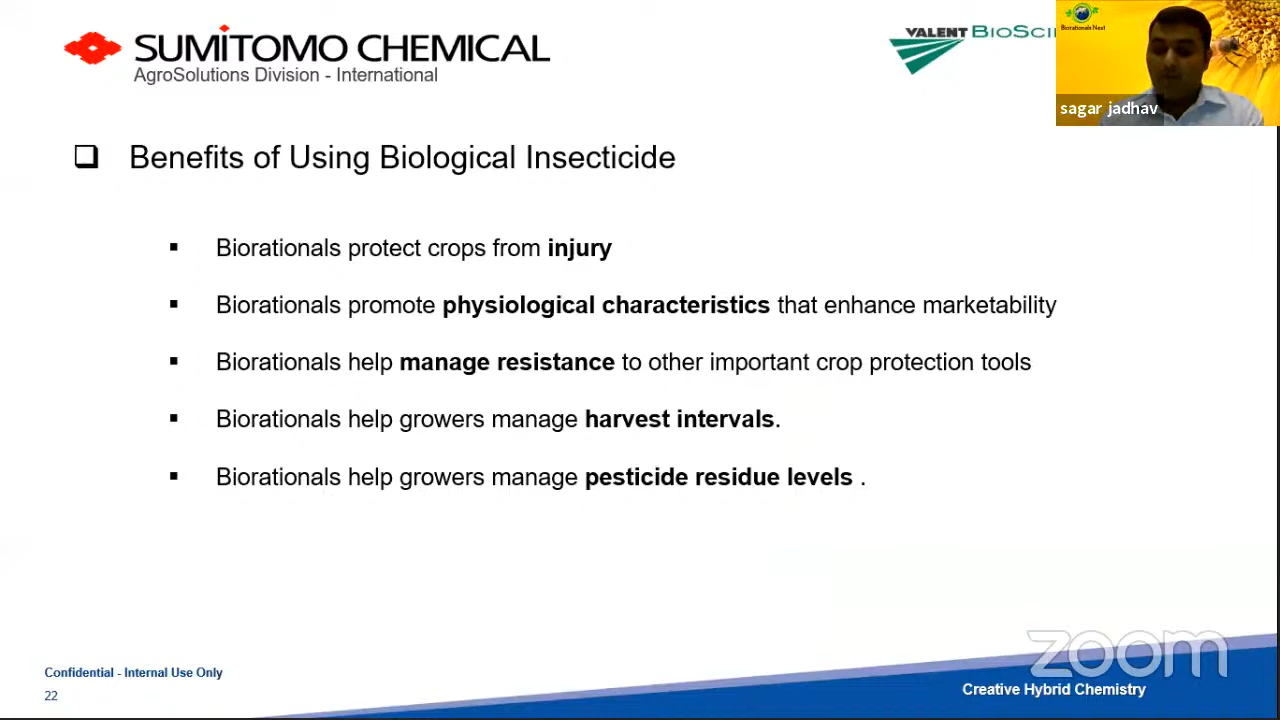 SUMITOMO CHEMICAL
AgroSolutions Division - International
VALENT
Biorationals Next
sagar jadhav
❑ Benefits of Using Biological Insecticide
▪ Biorationals protect crops from injury
▪ Biorationals promote physiological characteristics that enhance marketability
▪ Biorationals help manage resistance to other important crop protection tools
▪ Biorationals help growers manage harvest intervals.
▪ Biorationals help growers manage pesticide residue levels .
zoom
Confidential - Internal Use Only
22
Creative Hybrid Chemistry